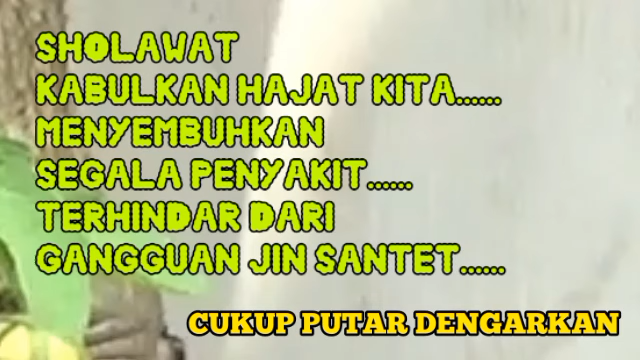 SHOLAWAT
KABULKAN HAJAT KITA......
MENYEMBUHKAN
SEGALA PENYAKIT......
TERHINDAR DARI
GANGGUAN JIN SANTET......
CUKUP PUTAR DENGARKAN